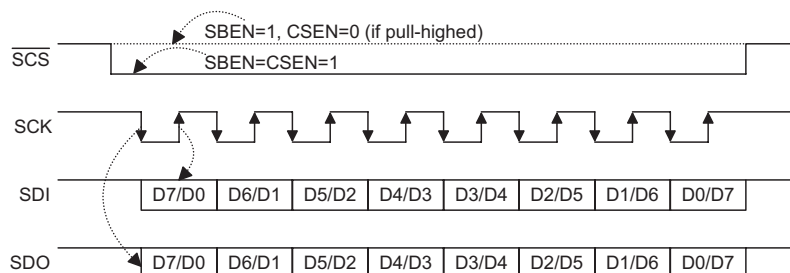 SBEN=1, CSEN=0 (if pull-highed)
SCS
SBEN=CSEN=1
SCK
SDI D7/D0 D6/D1 D5/D2 D4/D3 D3/D4 D2/D5 D1/D6 D0/D7
SDO D7/D0 D6/D1 D5/D2 D4/D3 D3/D4 D2/D5 D1/D6 D0/D7